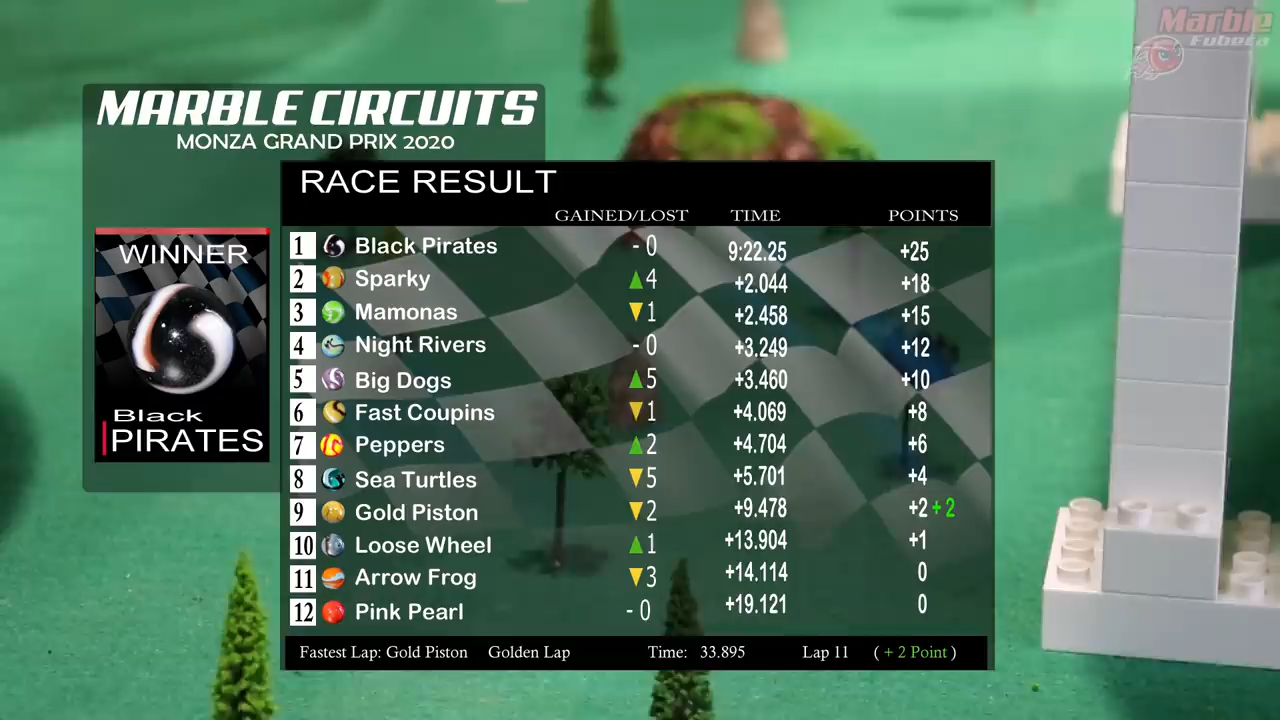 Marble
Fubeca
MARBLE CIRCUITS
MONZA GRAND PRIX 2020
RACE RESULT
GAINED/LOST TIME POINTS
WINNER
Black
PIRATES
1 Black Pirates - 0 9:22.25 +25
2 Sparky ▲4 +2.044 +18
3 Mamonas ▼1 +2.458 +15
4 Night Rivers - 0 +3.249 +12
5 Big Dogs ▲5 +3.460 +10
6 Fast Coupins ▼1 +4.069 +8
7 Peppers ▲2 +4.704 +6
8 Sea Turtles ▼5 +5.701 +4
9 Gold Piston ▼2 +9.478 +2 + 2
10 Loose Wheel ▲1 +13.904 +1
11 Arrow Frog ▼3 +14.114 0
12 Pink Pearl - 0 +19.121 0
Fastest Lap: Gold Piston Golden Lap Time: 33.895 Lap 11 ( + 2 Point )